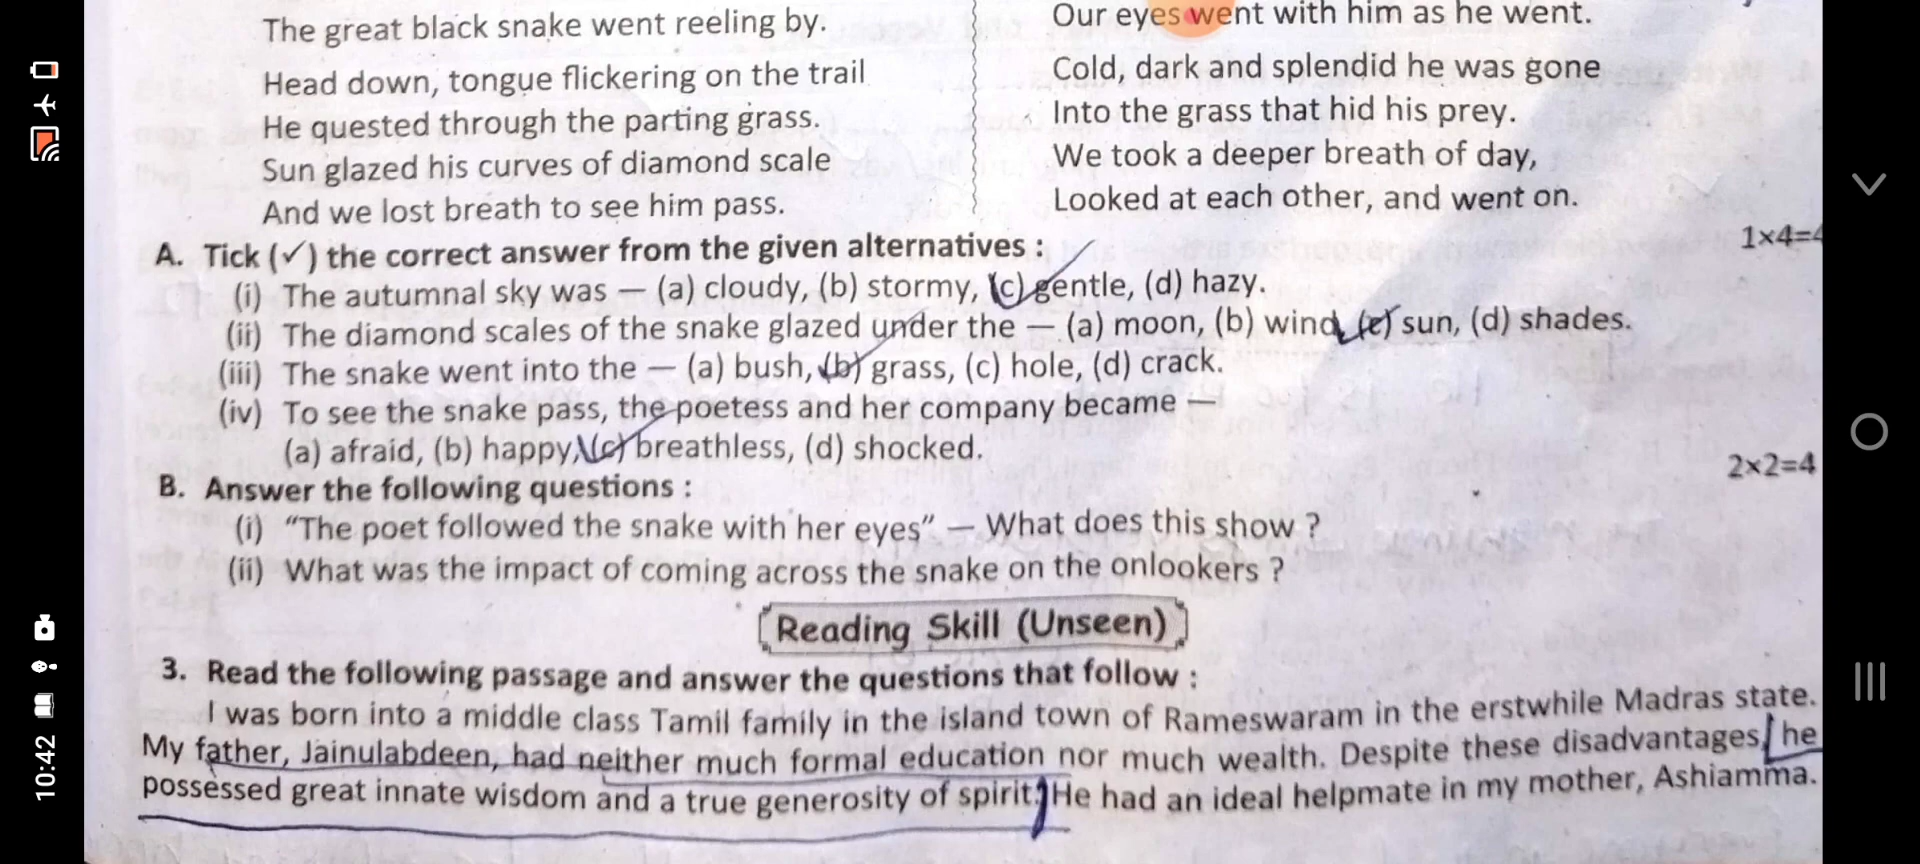 The great black snake went reeling by.
Head down, tongue flickering on the trail
He quested through the parting grass.
Sun glazed his curves of diamond scale
And we lost breath to see him pass.
Our eyes went with him as he went.
Cold, dark and splendid he was gone
Into the grass that hid his prey.
We took a deeper breath of day,
Looked at each other, and went on.
A. Tick (✓) the correct answer from the given alternatives : 1×4=4
(i) The autumnal sky was — (a) cloudy, (b) stormy, (c) gentle, (d) hazy.
(ii) The diamond scales of the snake glazed under the — (a) moon, (b) wind, (c) sun, (d) shades.
(iii) The snake went into the — (a) bush, (b) grass, (c) hole, (d) crack.
(iv) To see the snake pass, the poetess and her company became —
(a) afraid, (b) happy, (c) breathless, (d) shocked.
B. Answer the following questions : 2×2=4
(i) “The poet followed the snake with her eyes” — What does this show ?
(ii) What was the impact of coming across the snake on the onlookers ?
Reading Skill (Unseen)
3. Read the following passage and answer the questions that follow :
I was born into a middle class Tamil family in the island town of Rameswaram in the erstwhile Madras state.
My father, Jainulabdeen, had neither much formal education nor much wealth. Despite these disadvantages, he
possessed great innate wisdom and a true generosity of spirit. He had an ideal helpmate in my mother, Ashiamma.
10:42